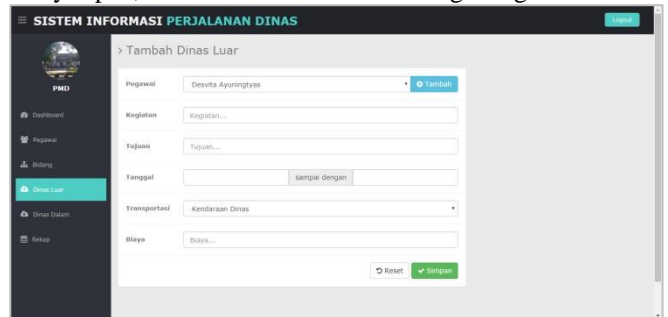 SISTEM INFORMASI PERJALANAN DINAS
Logout
PMD
Dashboard
Pegawai
Bidang
Dinas Luar
Dinas Dalam
Rekap
> Tambah Dinas Luar
Pegawai
Desvita Ayuningtyas
Tambah
Kegiatan
Kegiatan...
Tujuan
Tujuan...
Tanggal
sampai dengan
Transportasi
Kendaraan Dinas
Biaya
Biaya...
Reset
Simpan